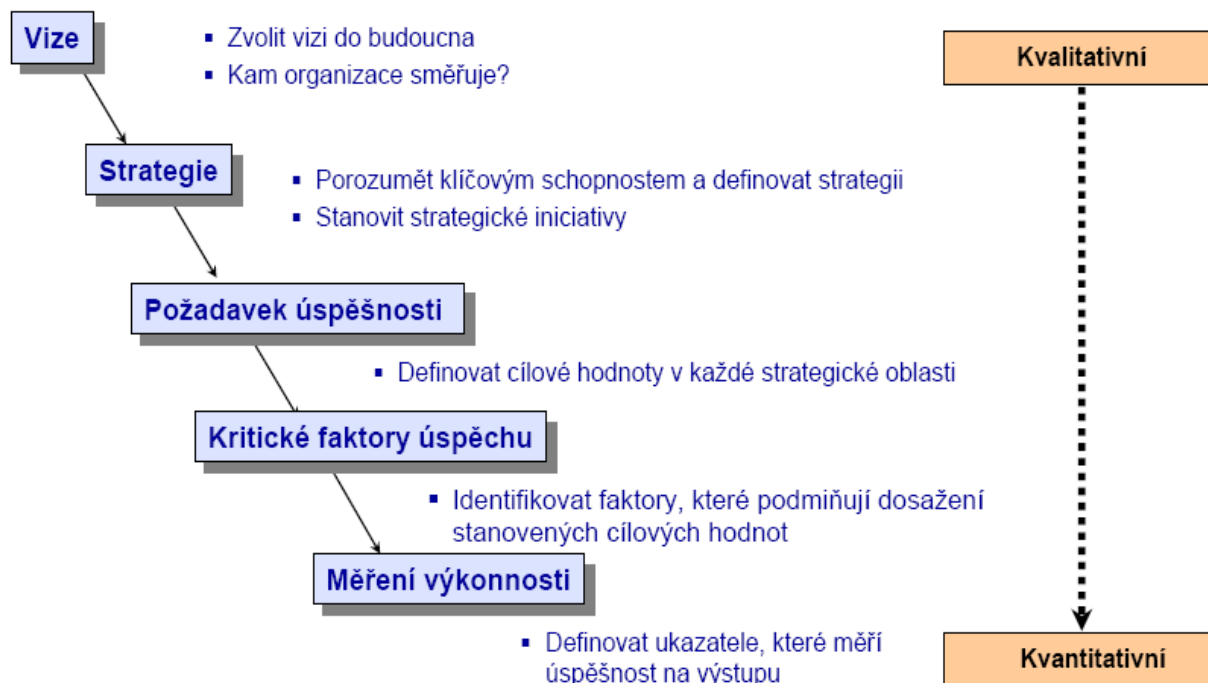 Vize
▪ Zvolit vizi do budoucna
▪ Kam organizace směřuje?
Kvalitativní
Strategie
▪ Porozumět klíčovým schopnostem a definovat strategii
▪ Stanovit strategické iniciativy
Požadavek úspěšnosti
▪ Definovat cílové hodnoty v každé strategické oblasti
Kritické faktory úspěchu
▪ Identifikovat faktory, které podmiňují dosažení
stanovených cílových hodnot
Měření výkonnosti
▪ Definovat ukazatele, které měří
úspěšnost na výstupu
Kvantitativní